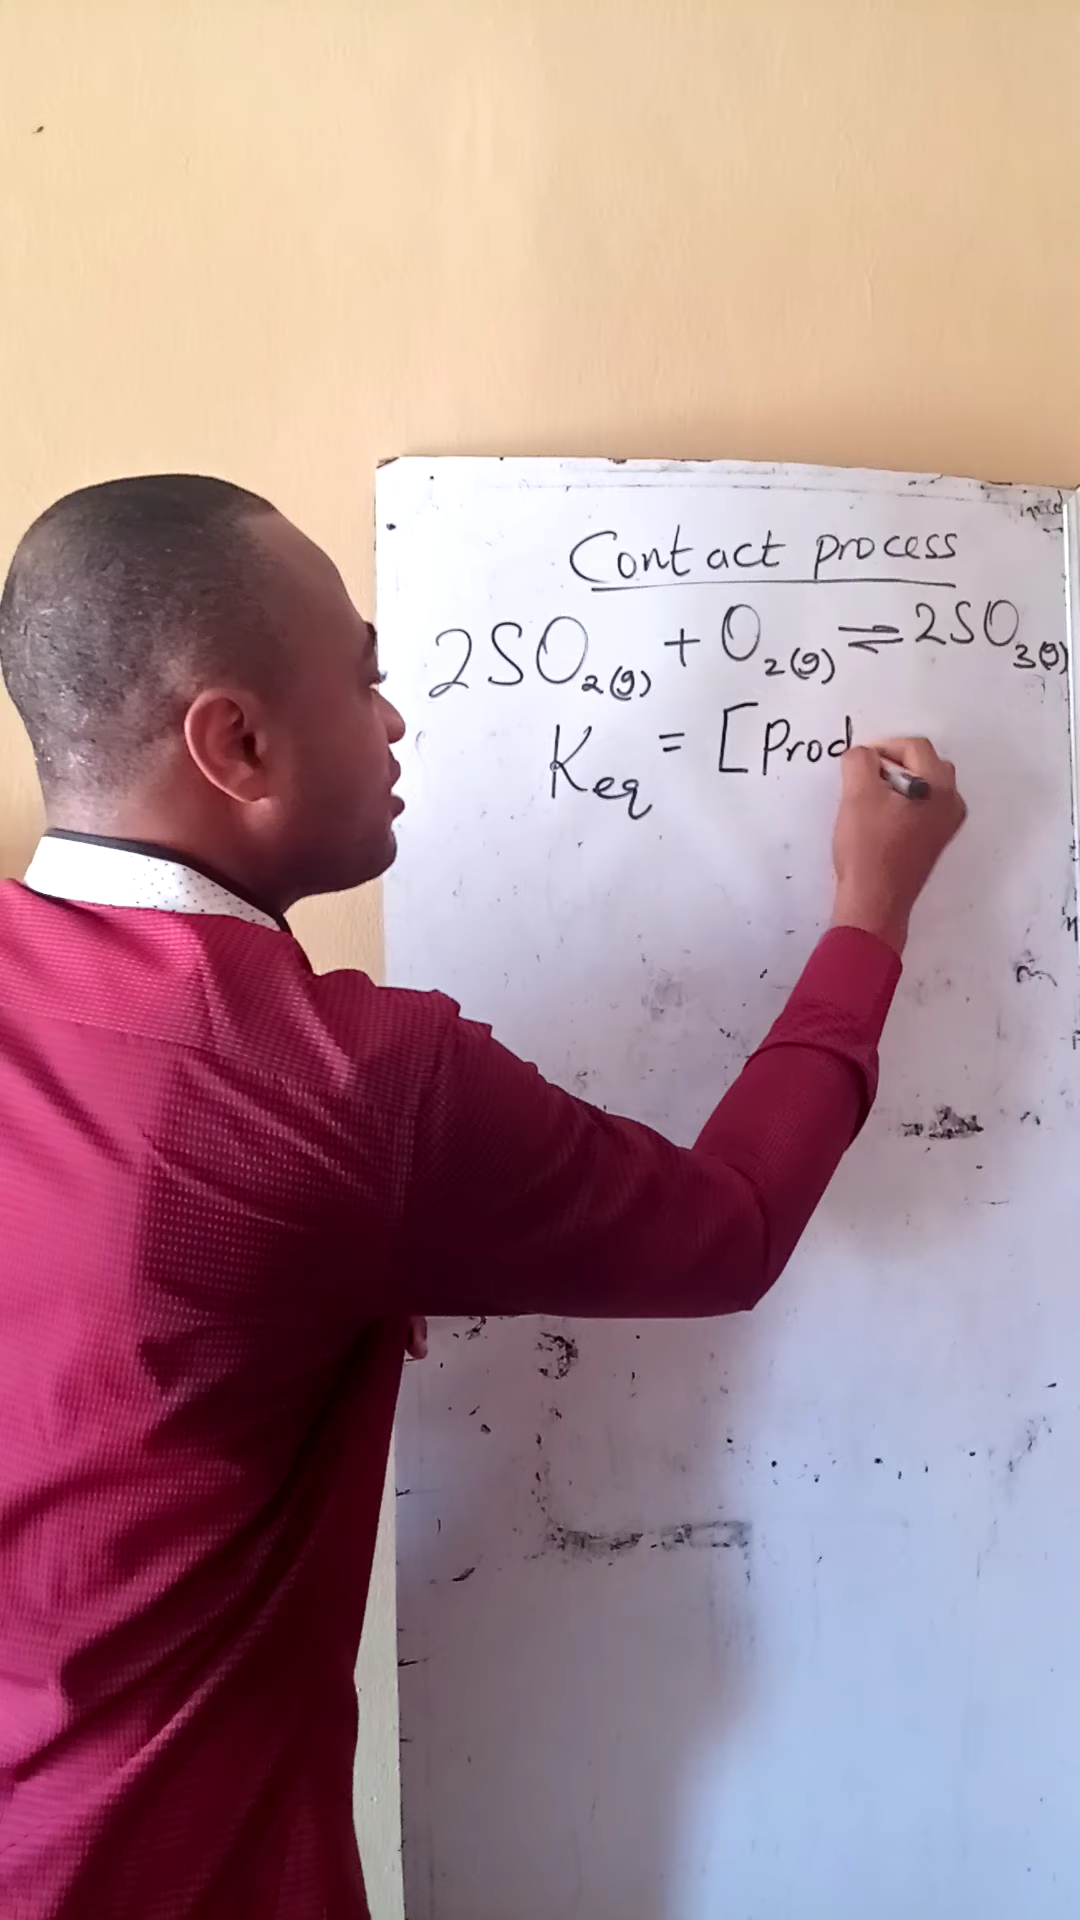 Contact process
2SO₂(g) + O₂(g) ⇌ 2SO₃(g)
Keq = [Prod